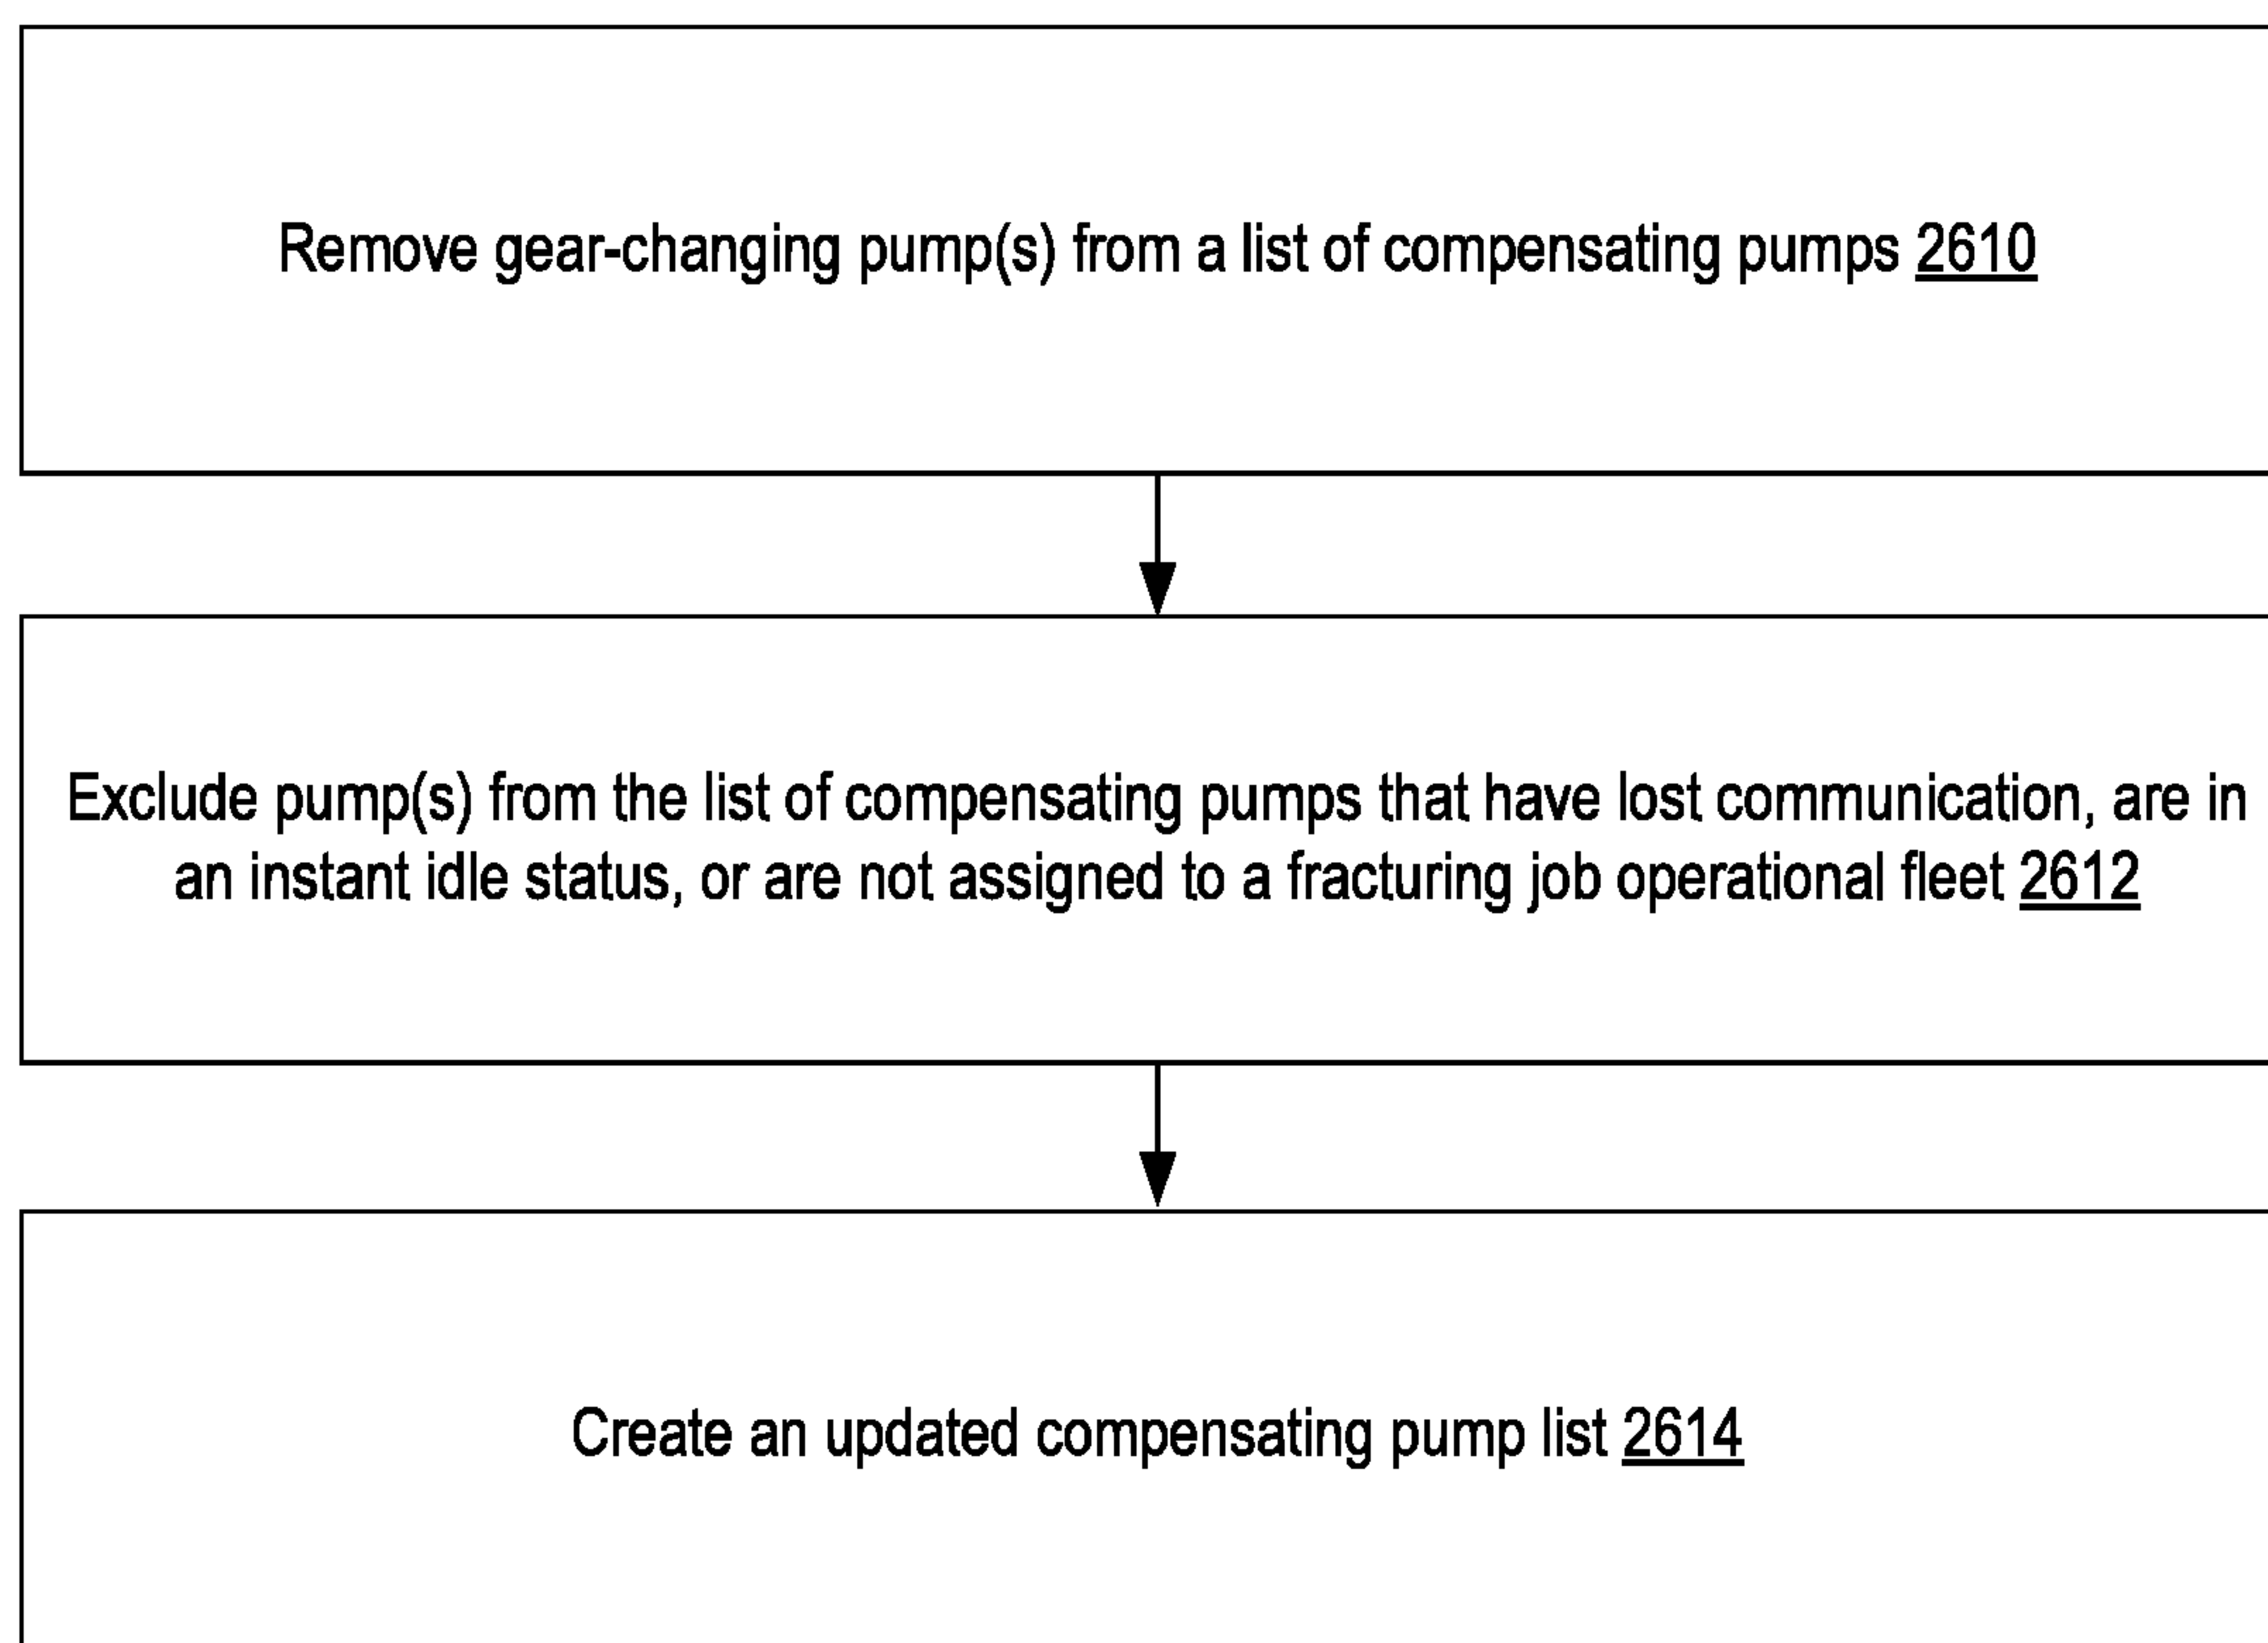 Remove gear-changing pump(s) from a list of compensating pumps 2610
Exclude pump(s) from the list of compensating pumps that have lost communication, are in
an instant idle status, or are not assigned to a fracturing job operational fleet 2612
Create an updated compensating pump list 2614